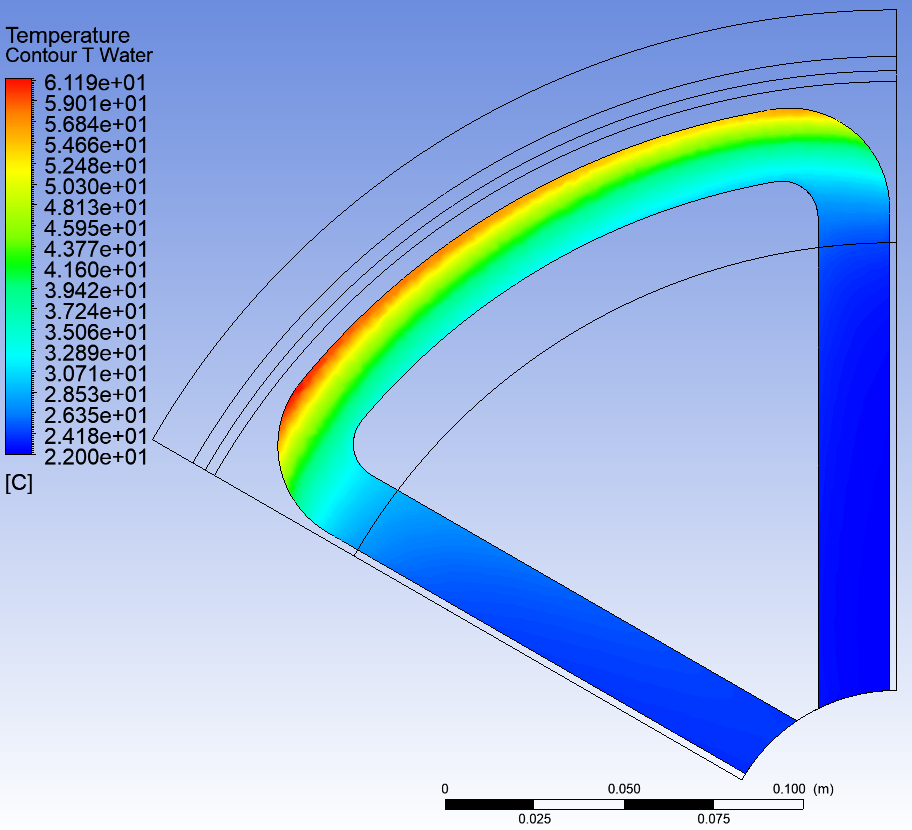 Temperature
Contour T Water
6.119e+01
5.901e+01
5.684e+01
5.466e+01
5.248e+01
5.030e+01
4.813e+01
4.595e+01
4.377e+01
4.160e+01
3.942e+01
3.724e+01
3.506e+01
3.289e+01
3.071e+01
2.853e+01
2.635e+01
2.418e+01
2.200e+01
[C]
0 0.050 0.100 (m)
0.025 0.075